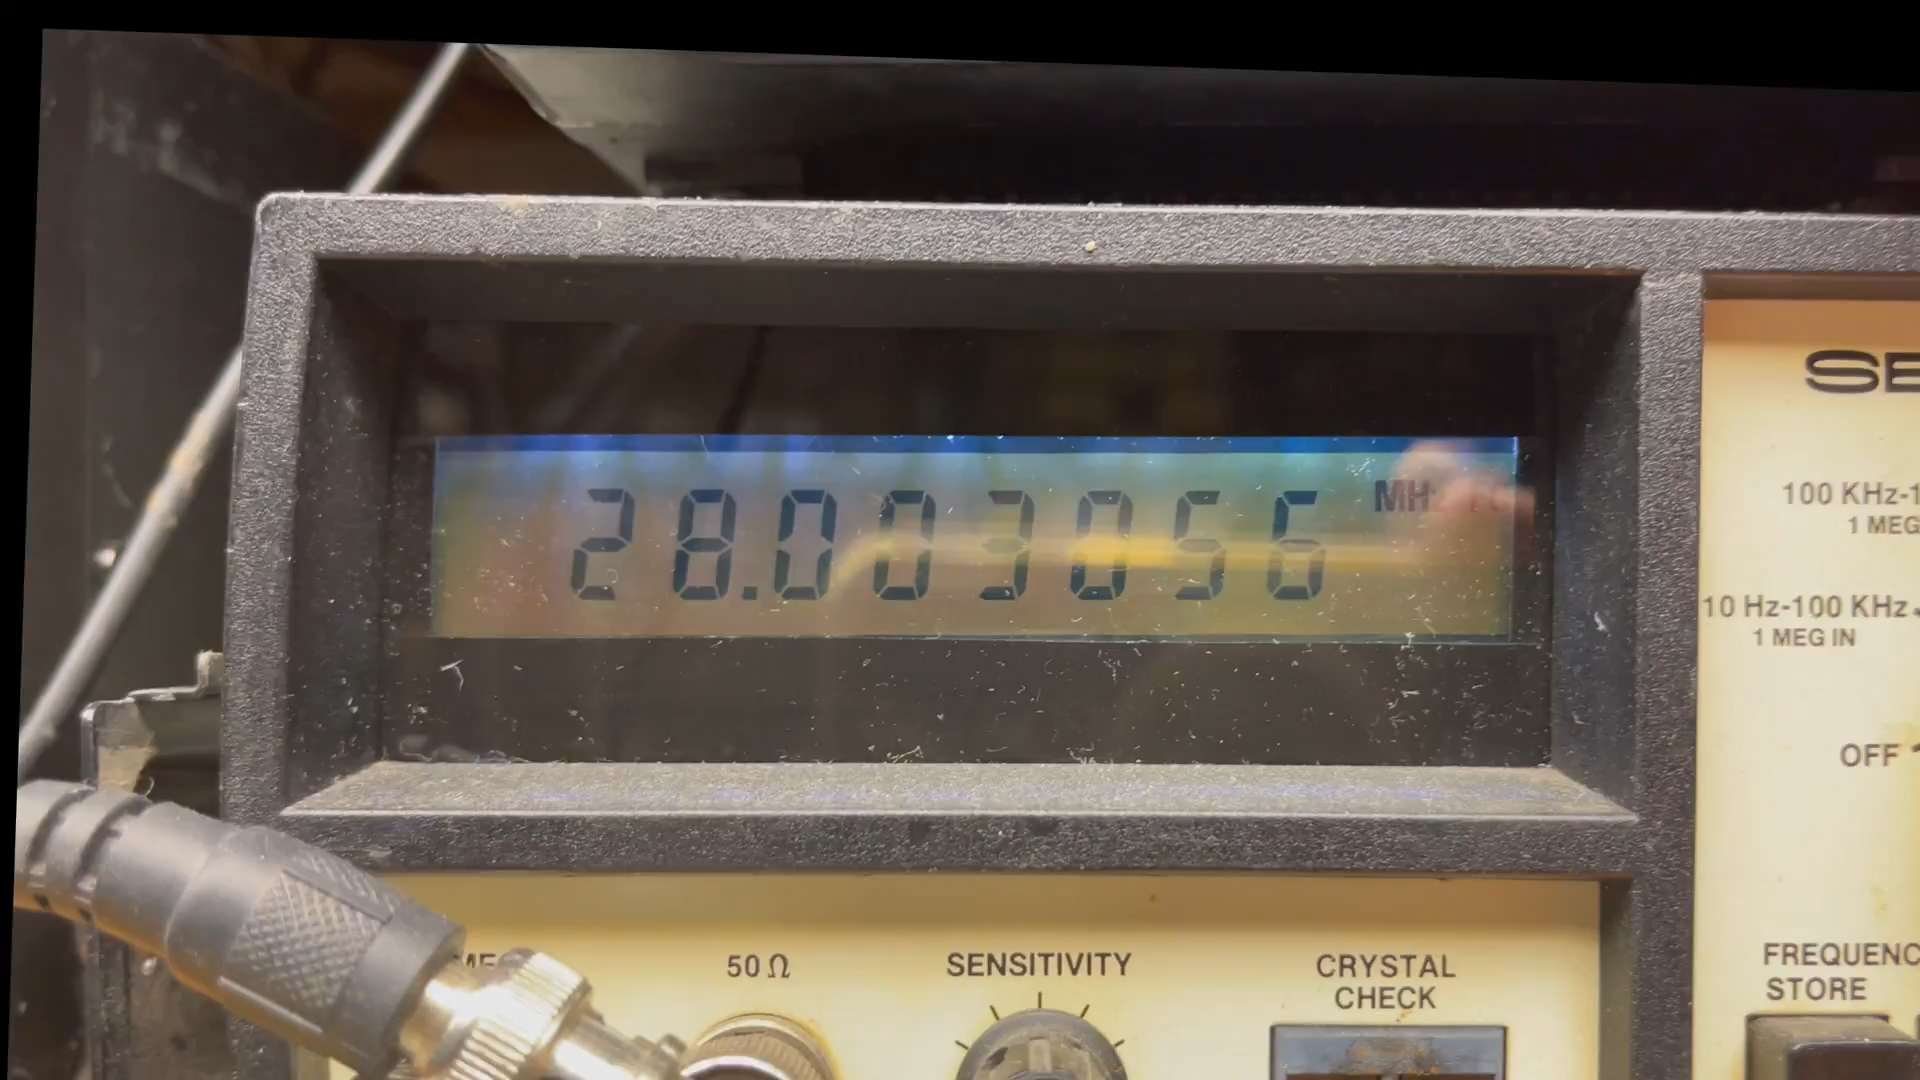 28.003056
MHz
SE
100 KHz-1
1 MEG
10 Hz-100 KHz
1 MEG IN
OFF
50 Ω
SENSITIVITY
CRYSTAL
CHECK
FREQUENC
STORE